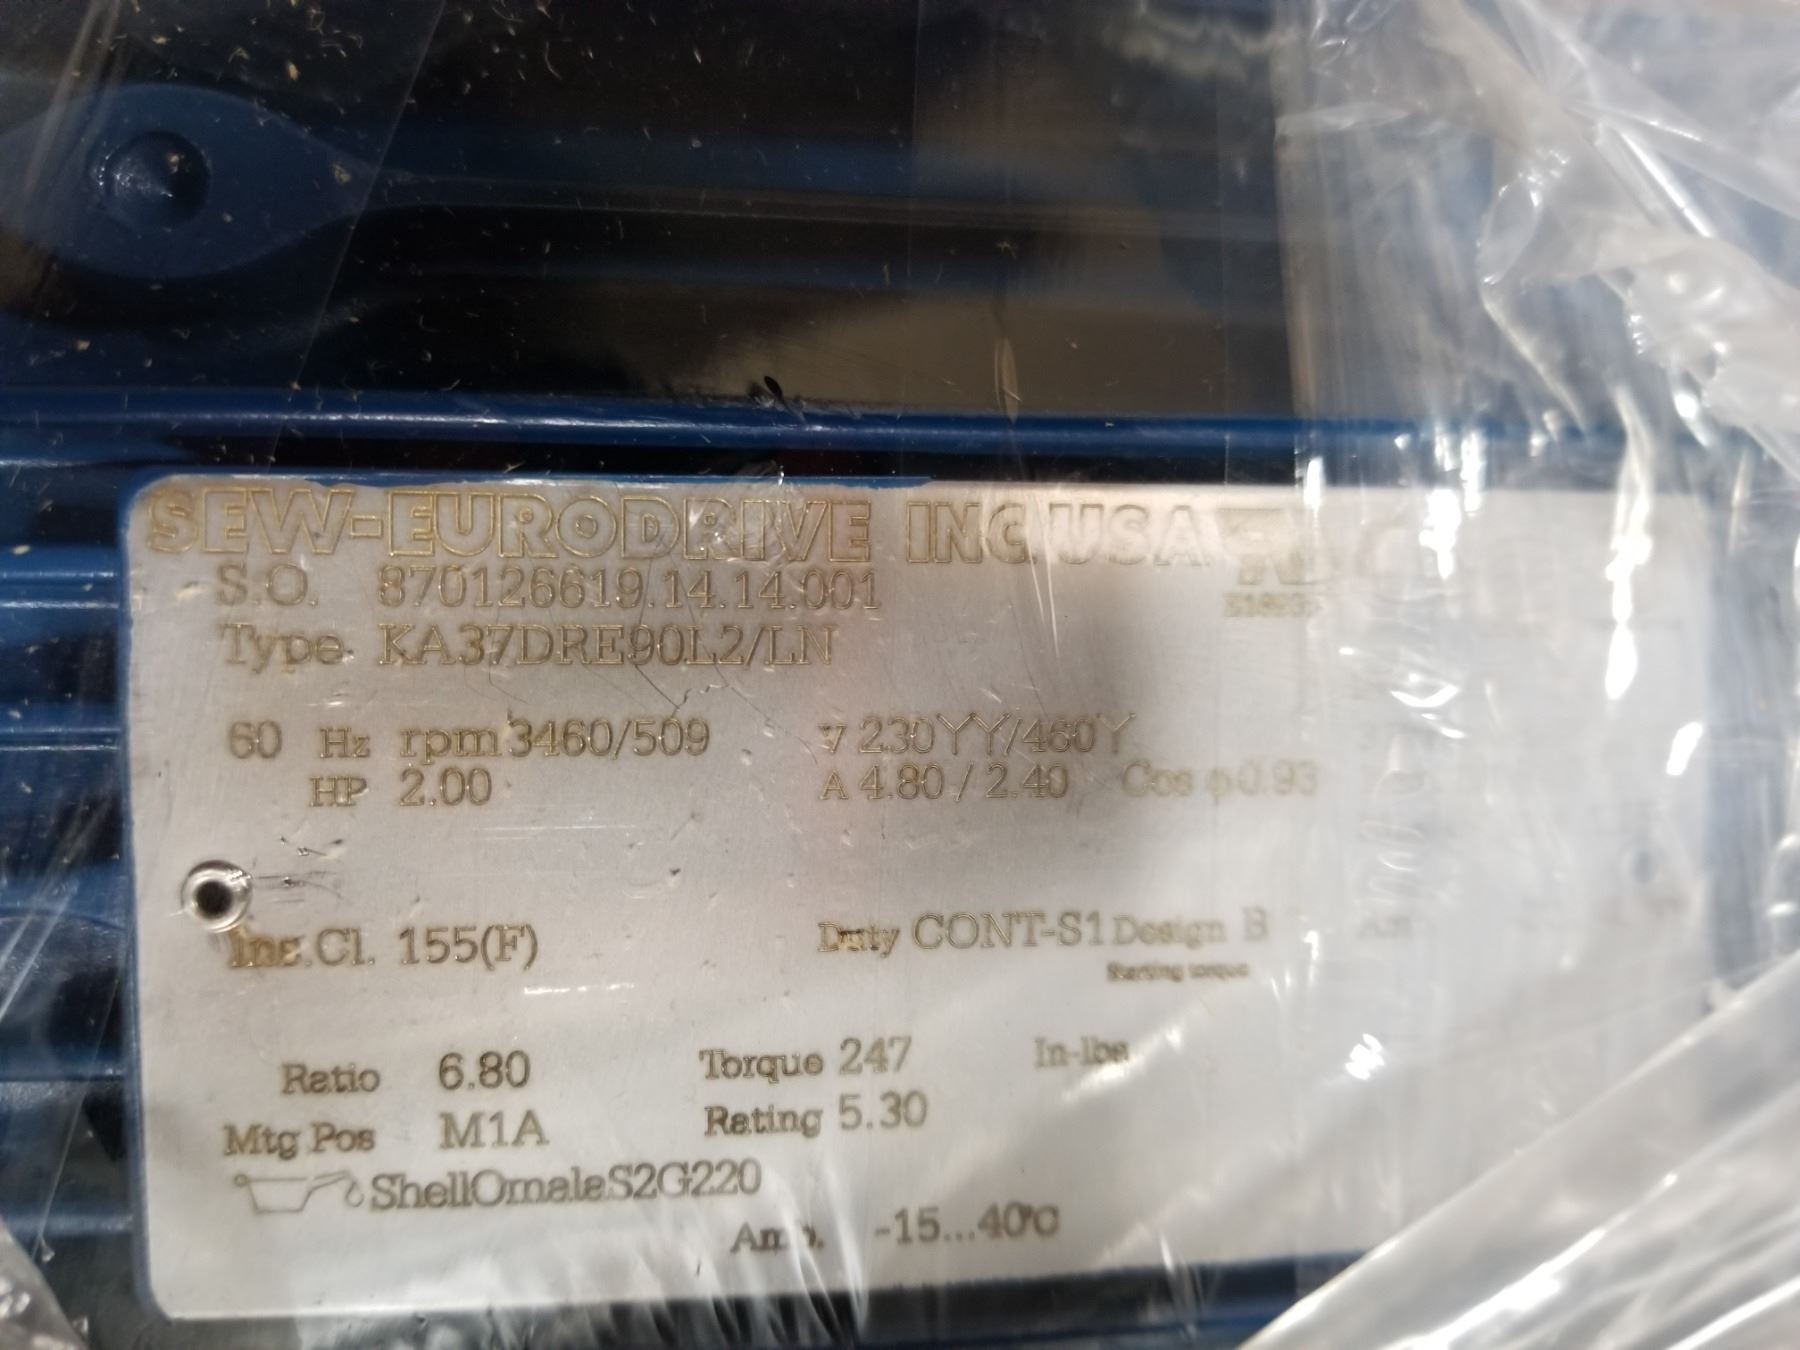 SEW-EURODRIVE INC.USA
S.O. 870126619.14.14.001
Type KA37DRE90L2/LN
60 Hz rpm 3460/509 V 230YY/460Y
HP 2.00 A 4.80 / 2.40 Cos φ 0.93
Ins.Cl. 155(F) Duty CONT-S1 Design B
Starting torque
Ratio 6.80 Torque 247 In-lbs
Mtg Pos M1A Rating 5.30
ShellOmalaS2G220
Amb. -15...40°C